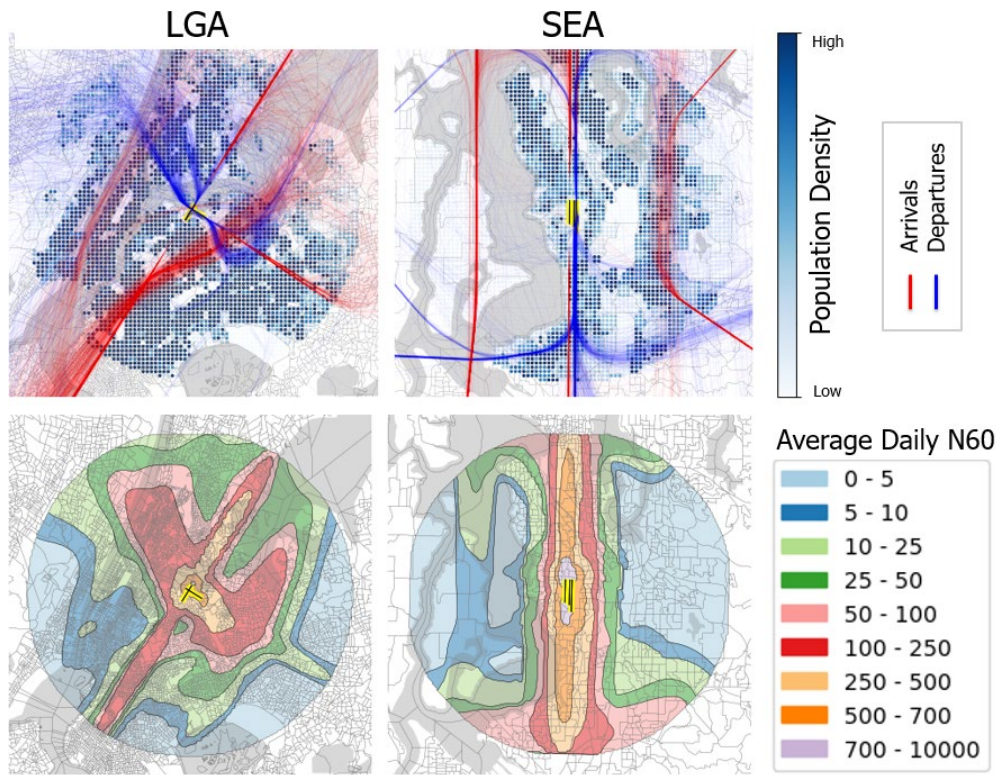 LGA
SEA
High
Low
Population Density
Arrivals
Departures
Average Daily N60
0 - 5
5 - 10
10 - 25
25 - 50
50 - 100
100 - 250
250 - 500
500 - 700
700 - 10000